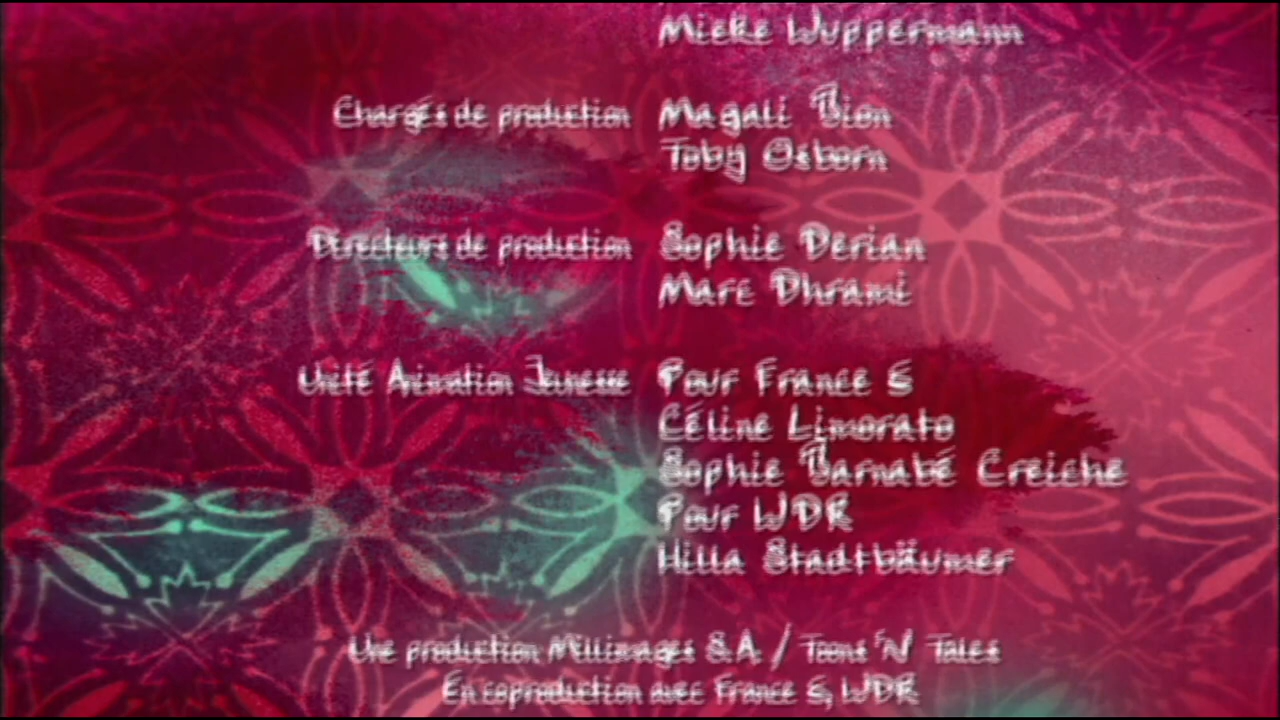 Mieke Wuppermann
Chargés de production Magali Bion
Toby Osborn
Directeurs de production Sophie Derian
Marc Dhrami
Unité Animation Jeunesse Pour France 5
Céline Limorato
Sophie Barnabé Creiche
Pour WDR
Hilla Stadtbäumer
Une production Millimages S.A / Toons 'N' Tales
En coproduction avec France 5, WDR